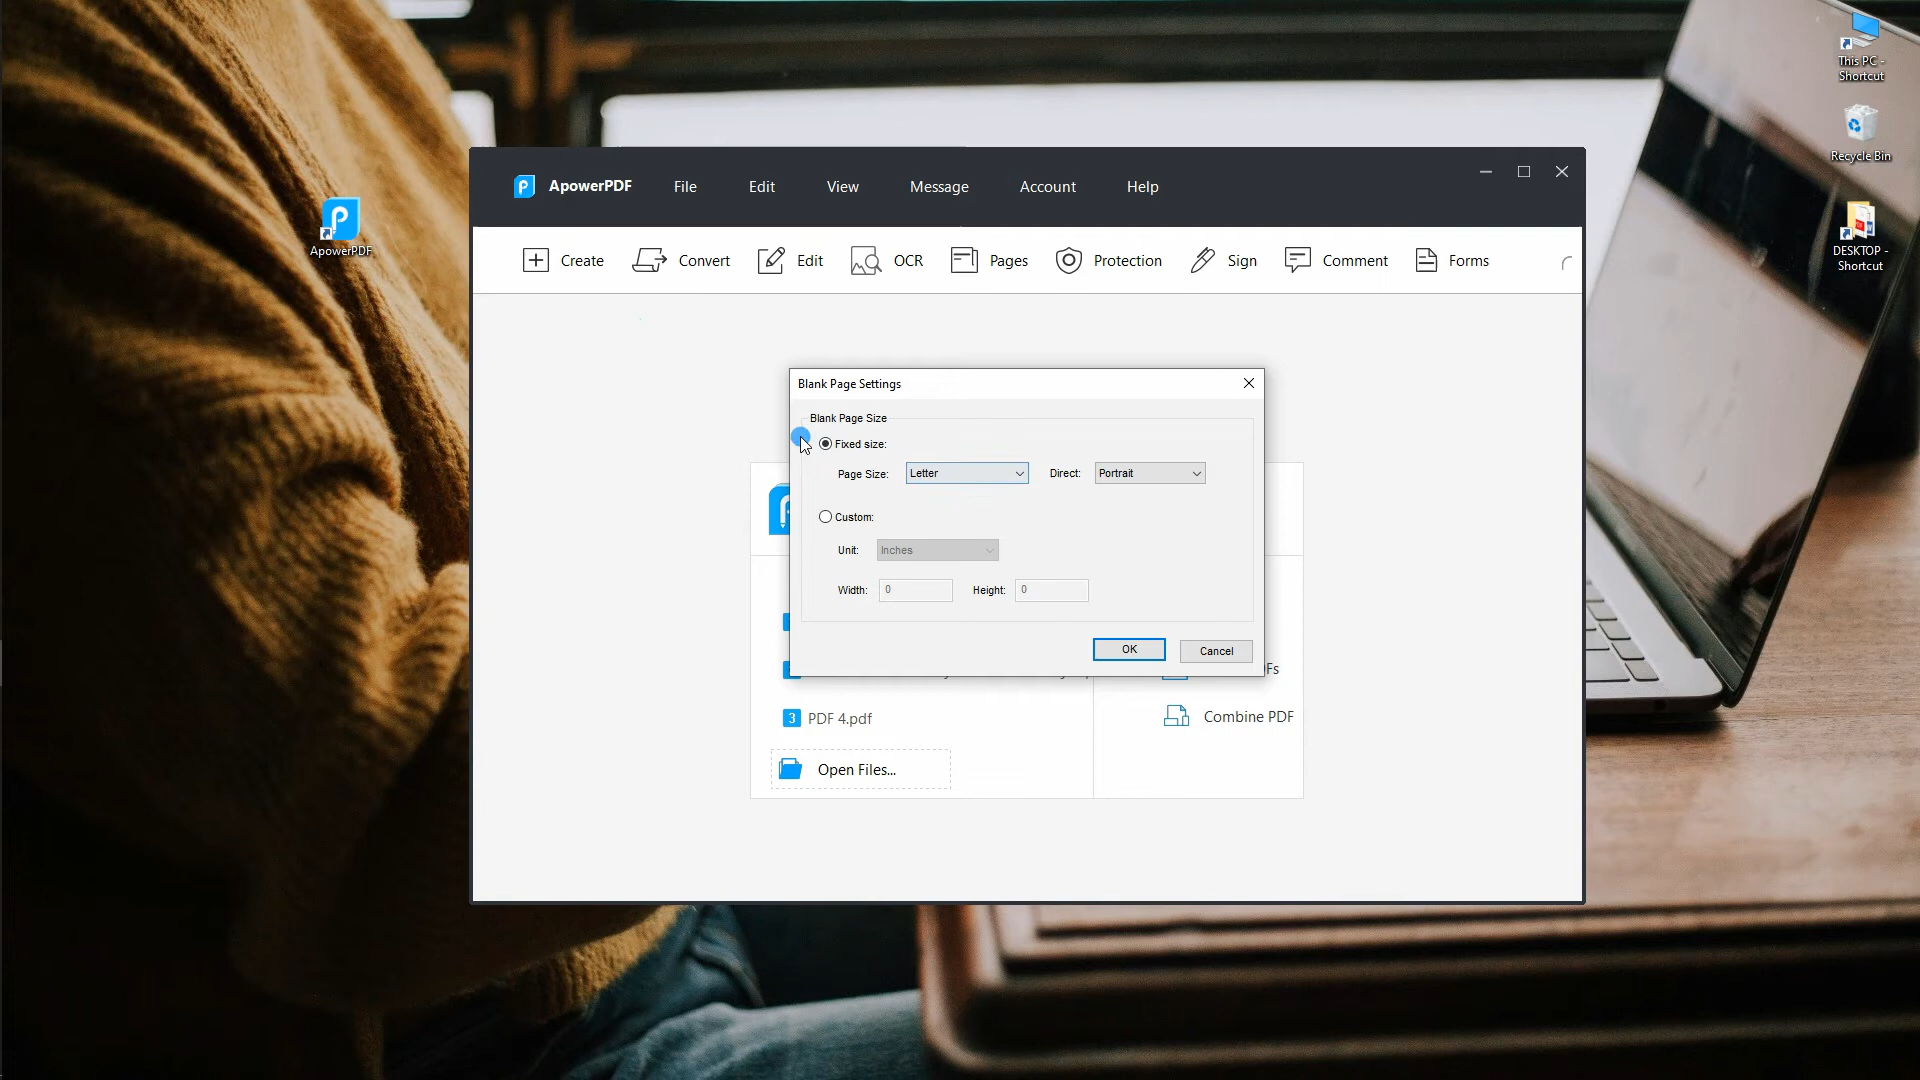 This PC -
Shortcut
Recycle Bin
DESKTOP -
Shortcut
ApowerPDF
ApowerPDF File Edit View Message Account Help
Create Convert Edit OCR Pages Protection Sign Comment Forms
Blank Page Settings
Blank Page Size
Fixed size:
Page Size: Letter Direct: Portrait
Custom:
Unit: Inches
Width: 0 Height: 0
OK Cancel
3 PDF 4.pdf
Combine PDF
Open Files...